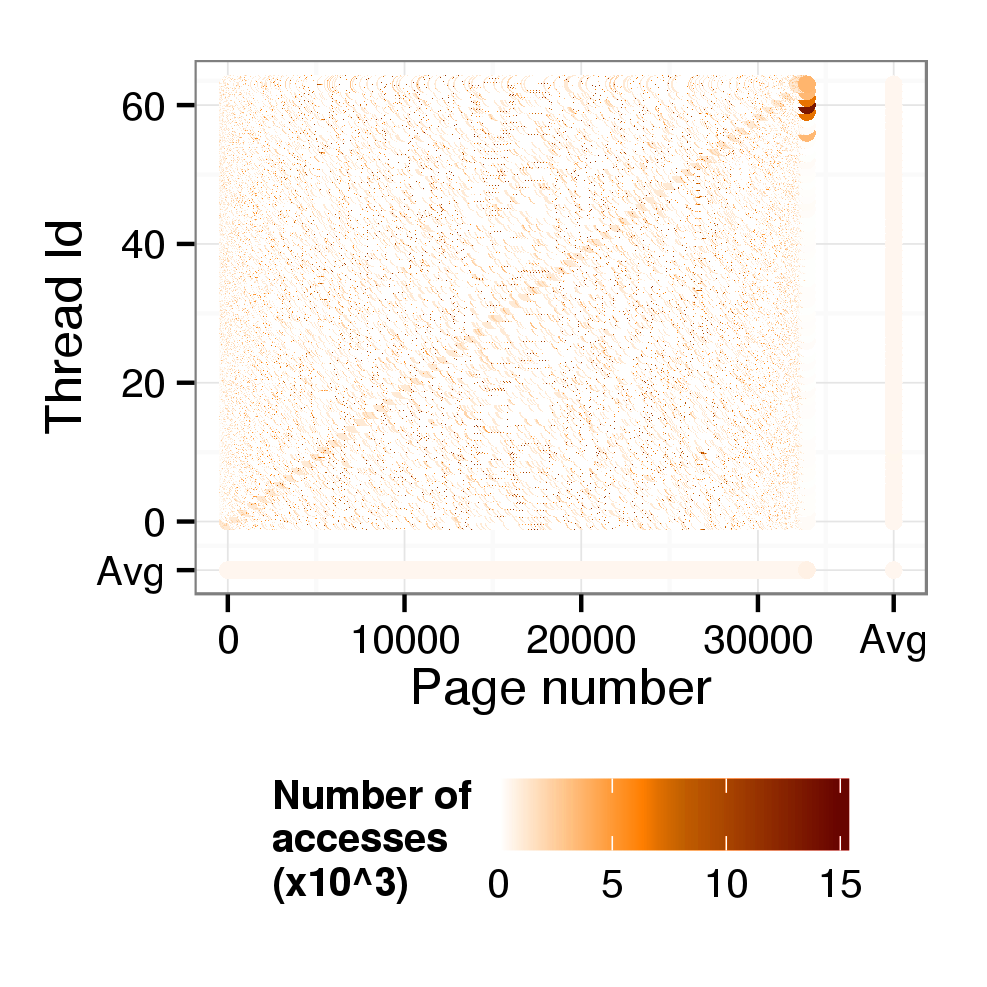 Thread Id
60
40
20
0
Avg
0 10000 20000 30000 Avg
Page number
Number of
accesses
(x10^3)
0 5 10 15